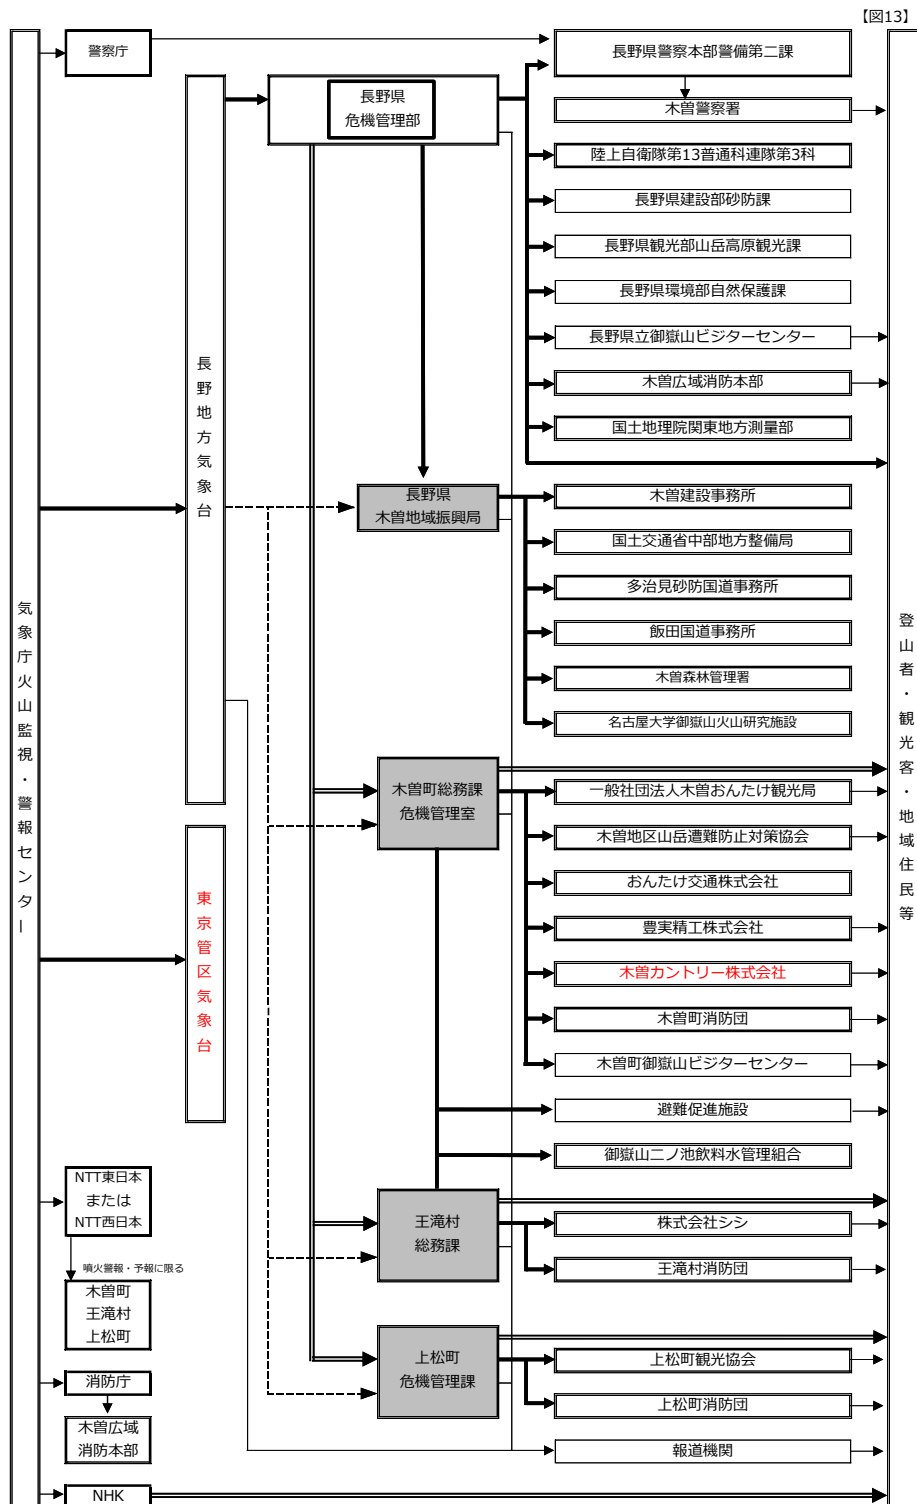 【図13】
気象庁火山監視・警報センター
警察庁
長野地方気象台
東京管区気象台
NTT東日本
または
NTT西日本
噴火警報・予報に限る
木曽町
王滝村
上松町
消防庁
木曽広域
消防本部
NHK
長野県
危機管理部
長野県
木曽地域振興局
木曽町総務課
危機管理室
王滝村
総務課
上松町
危機管理課
長野県警察本部警備第二課
木曽警察署
陸上自衛隊第13普通科連隊第3科
長野県建設部砂防課
長野県観光部山岳高原観光課
長野県環境部自然保護課
長野県立御嶽山ビジターセンター
木曽広域消防本部
国土地理院関東地方測量部
木曽建設事務所
国土交通省中部地方整備局
多治見砂防国道事務所
飯田国道事務所
木曽森林管理署
名古屋大学御嶽山火山研究施設
一般社団法人木曽おんたけ観光局
木曽地区山岳遭難防止対策協会
おんたけ交通株式会社
豊実精工株式会社
木曽カントリー株式会社
木曽町消防団
木曽町御嶽山ビジターセンター
避難促進施設
御嶽山二ノ池飲料水管理組合
株式会社シシ
王滝村消防団
上松町観光協会
上松町消防団
報道機関
登山者・観光客・地域住民等